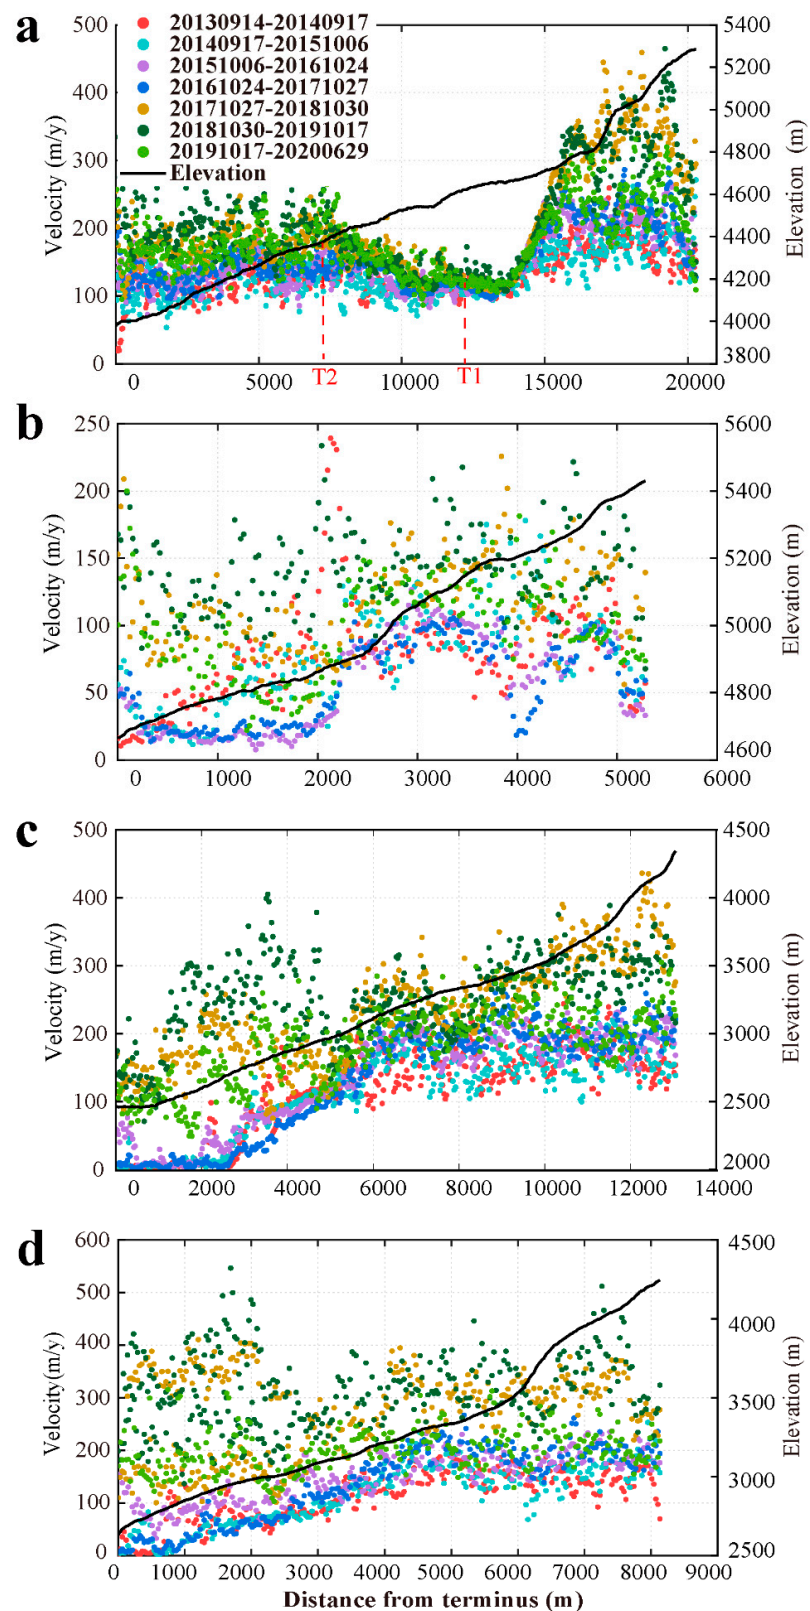 a
500
400
300
200
100
0
Velocity (m/y)
20130914-20140917
20140917-20151006
20151006-20161024
20161024-20171027
20171027-20181030
20181030-20191017
20191017-20200629
Elevation
5400
5200
5000
4800
4600
4400
4200
4000
3800
Elevation (m)
T2
T1
0 5000 10000 15000 20000
b
250
200
150
100
50
0
Velocity (m/y)
5600
5400
5200
5000
4800
4600
Elevation (m)
0 1000 2000 3000 4000 5000 6000
c
500
400
300
200
100
0
Velocity (m/y)
4500
4000
3500
3000
2500
2000
Elevation (m)
0 2000 4000 6000 8000 10000 12000 14000
d
600
500
400
300
200
100
0
Velocity(m/y)
4500
4000
3500
3000
2500
Elevation (m)
0 1000 2000 3000 4000 5000 6000 7000 8000 9000
Distance from terminus (m)